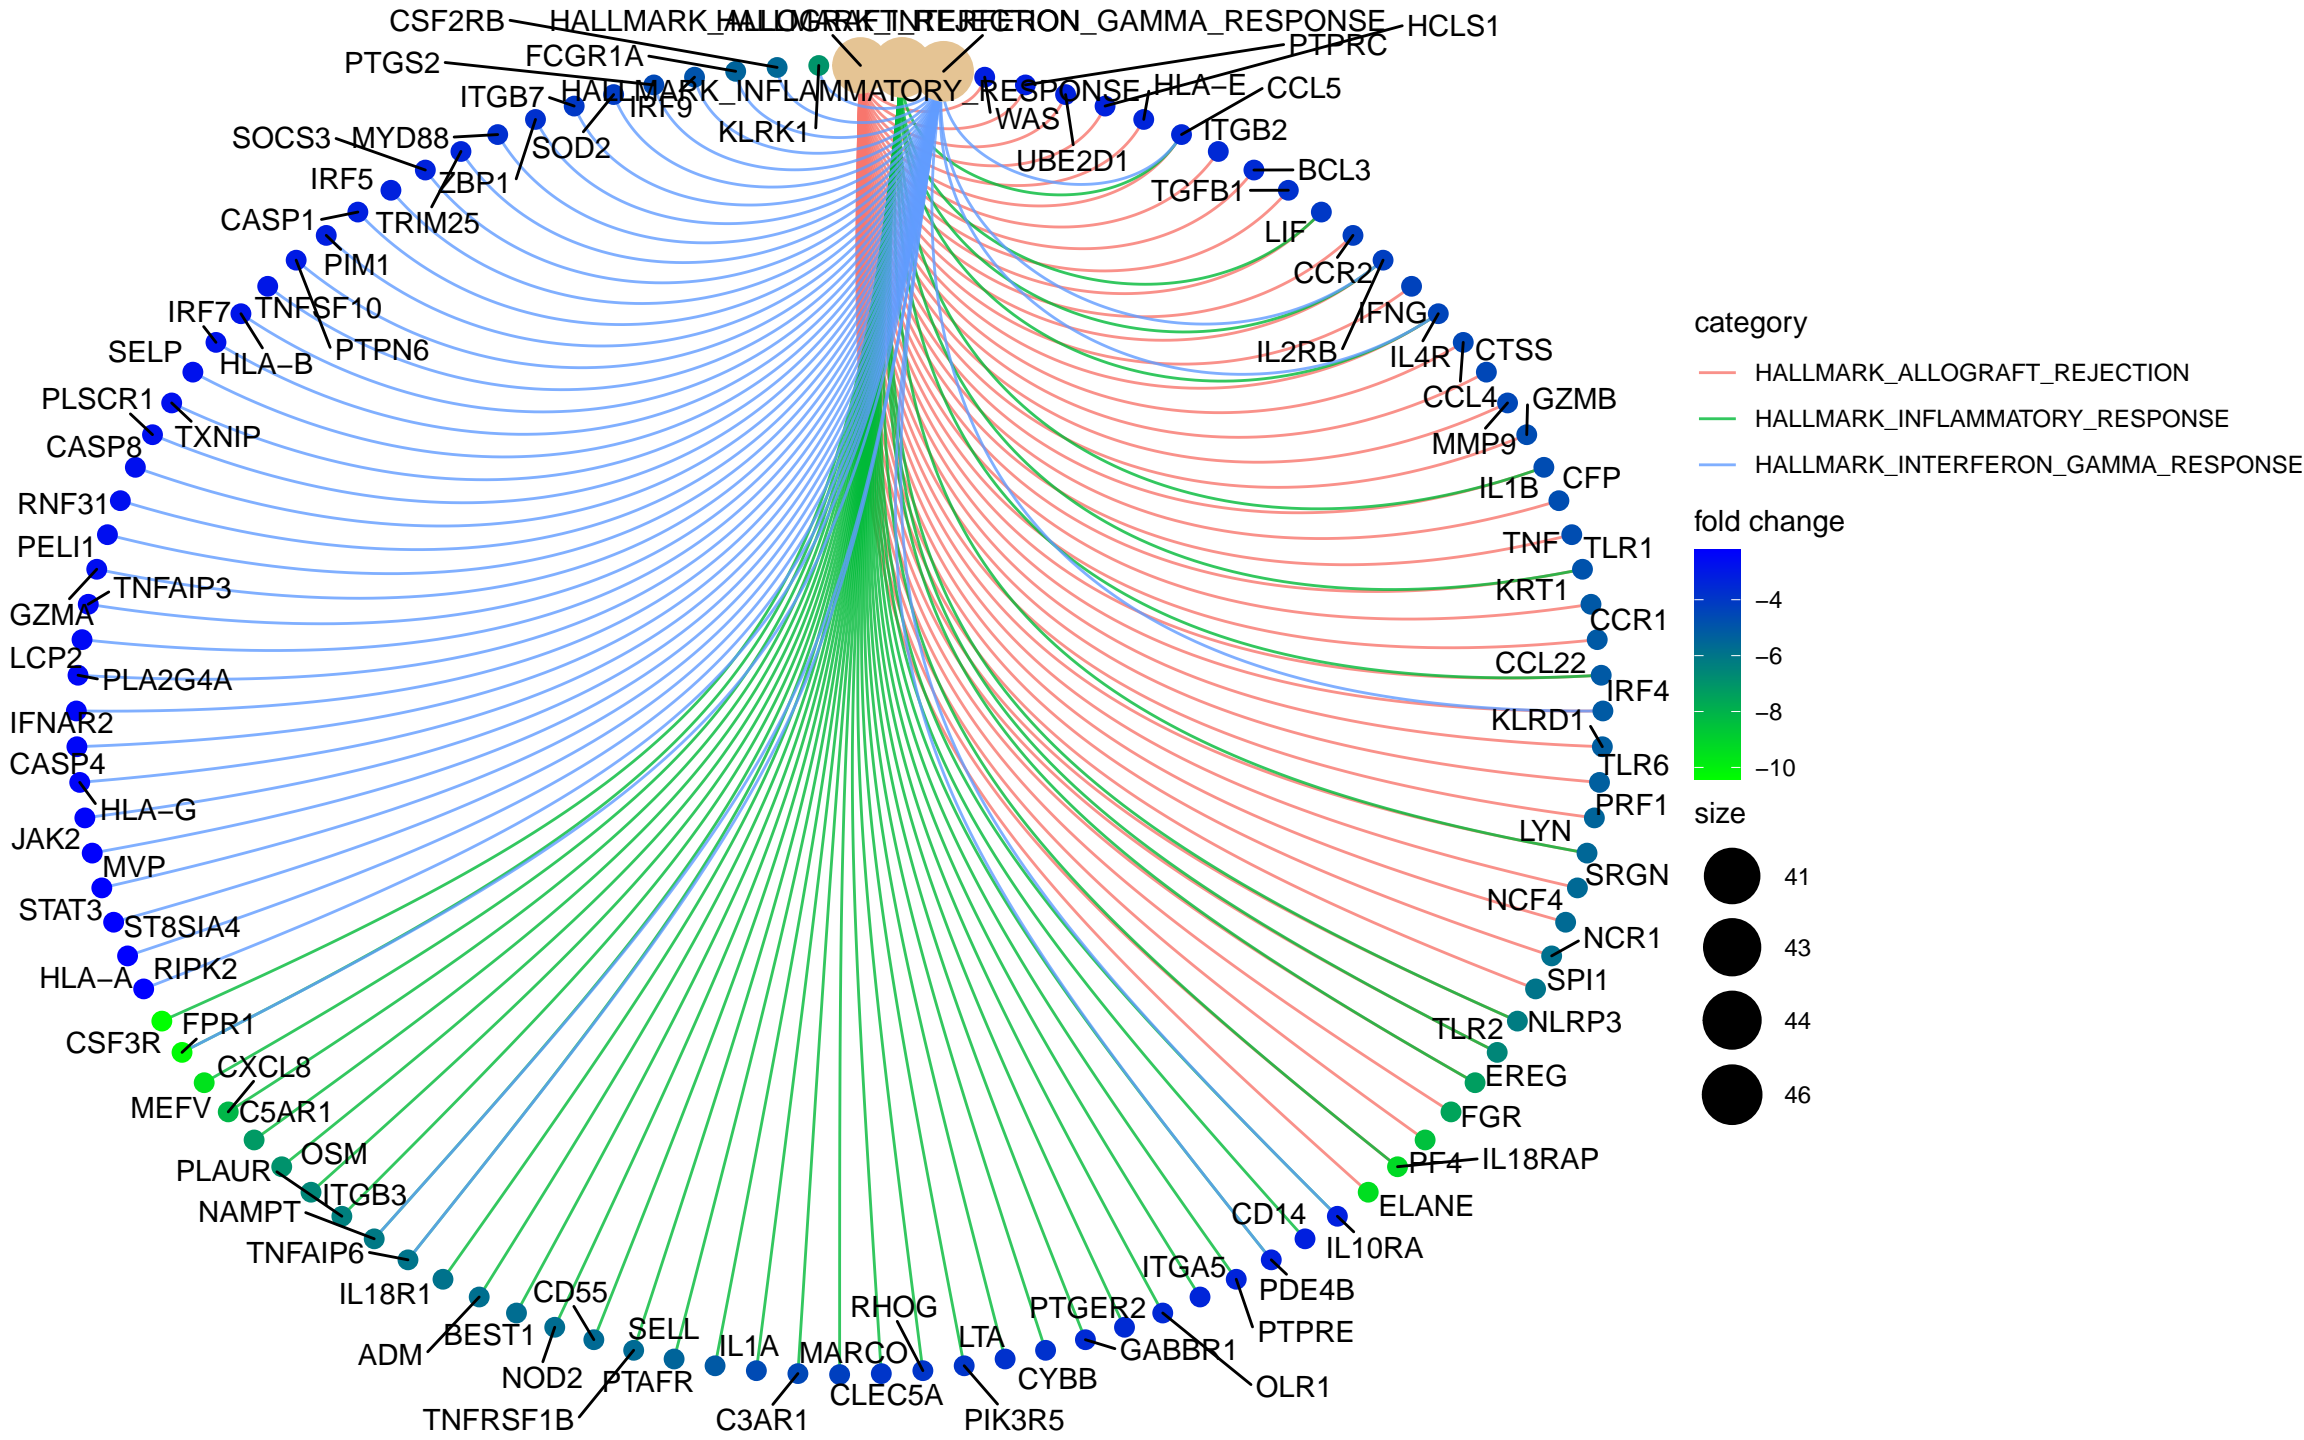 CSF2RB
HALLMARK_ALLOGRAFT_REJECTION
HALLMARK_INTERFERON_GAMMA_RESPONSE
HCLS1
PTGS2
FCGR1A
PTPRC
ITGB7
HALLMARK_INFLAMMATORY_RESPONSE
HLA−E
CCL5
IRF9
KLRK1
WAS
SOCS3
MYD88
SOD2
UBE2D1
ITGB2
IRF5
ZBP1
TGFB1
BCL3
CASP1
TRIM25
LIF
PIM1
CCR2
IRF7
TNFSF10
IFNG
SELP
HLA−B
PTPN6
IL2RB
IL4R
CTSS
PLSCR1
TXNIP
CCL4
GZMB
CASP8
MMP9
RNF31
IL1B
CFP
PELI1
TNF
TLR1
GZMA
TNFAIP3
KRT1
CCR1
LCP2
PLA2G4A
CCL22
IRF4
IFNAR2
KLRD1
CASP4
TLR6
HLA−G
PRF1
JAK2
LYN
MVP
SRGN
STAT3
ST8SIA4
NCF4
NCR1
HLA−A
RIPK2
SPI1
CSF3R
FPR1
TLR2
NLRP3
CXCL8
EREG
MEFV
C5AR1
FGR
PLAUR
OSM
PF4
IL18RAP
NAMPT
ITGB3
ELANE
TNFAIP6
CD14
IL10RA
IL18R1
CD55
ITGA5
PDE4B
ADM
BEST1
RHOG
PTGER2
PTPRE
NOD2
SELL
IL1A
MARCO
LTA
GABBR1
TNFRSF1B
PTAFR
C3AR1
CLEC5A
PIK3R5
CYBB
OLR1
category
HALLMARK_ALLOGRAFT_REJECTION
HALLMARK_INFLAMMATORY_RESPONSE
HALLMARK_INTERFERON_GAMMA_RESPONSE
fold change
−4
−6
−8
−10
size
41
43
44
46